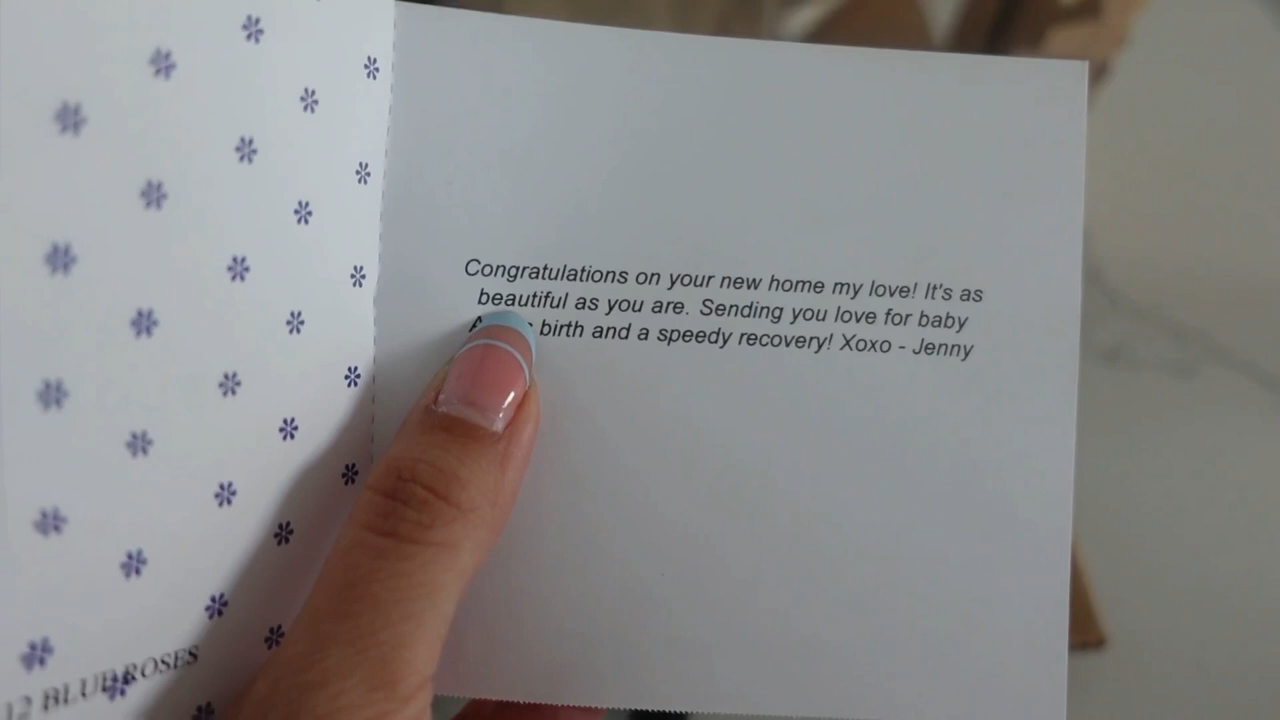 Congratulations on your new home my love! It's as
beautiful as you are. Sending you love for baby
birth and a speedy recovery! Xoxo - Jenny
12 BLUE ROSES